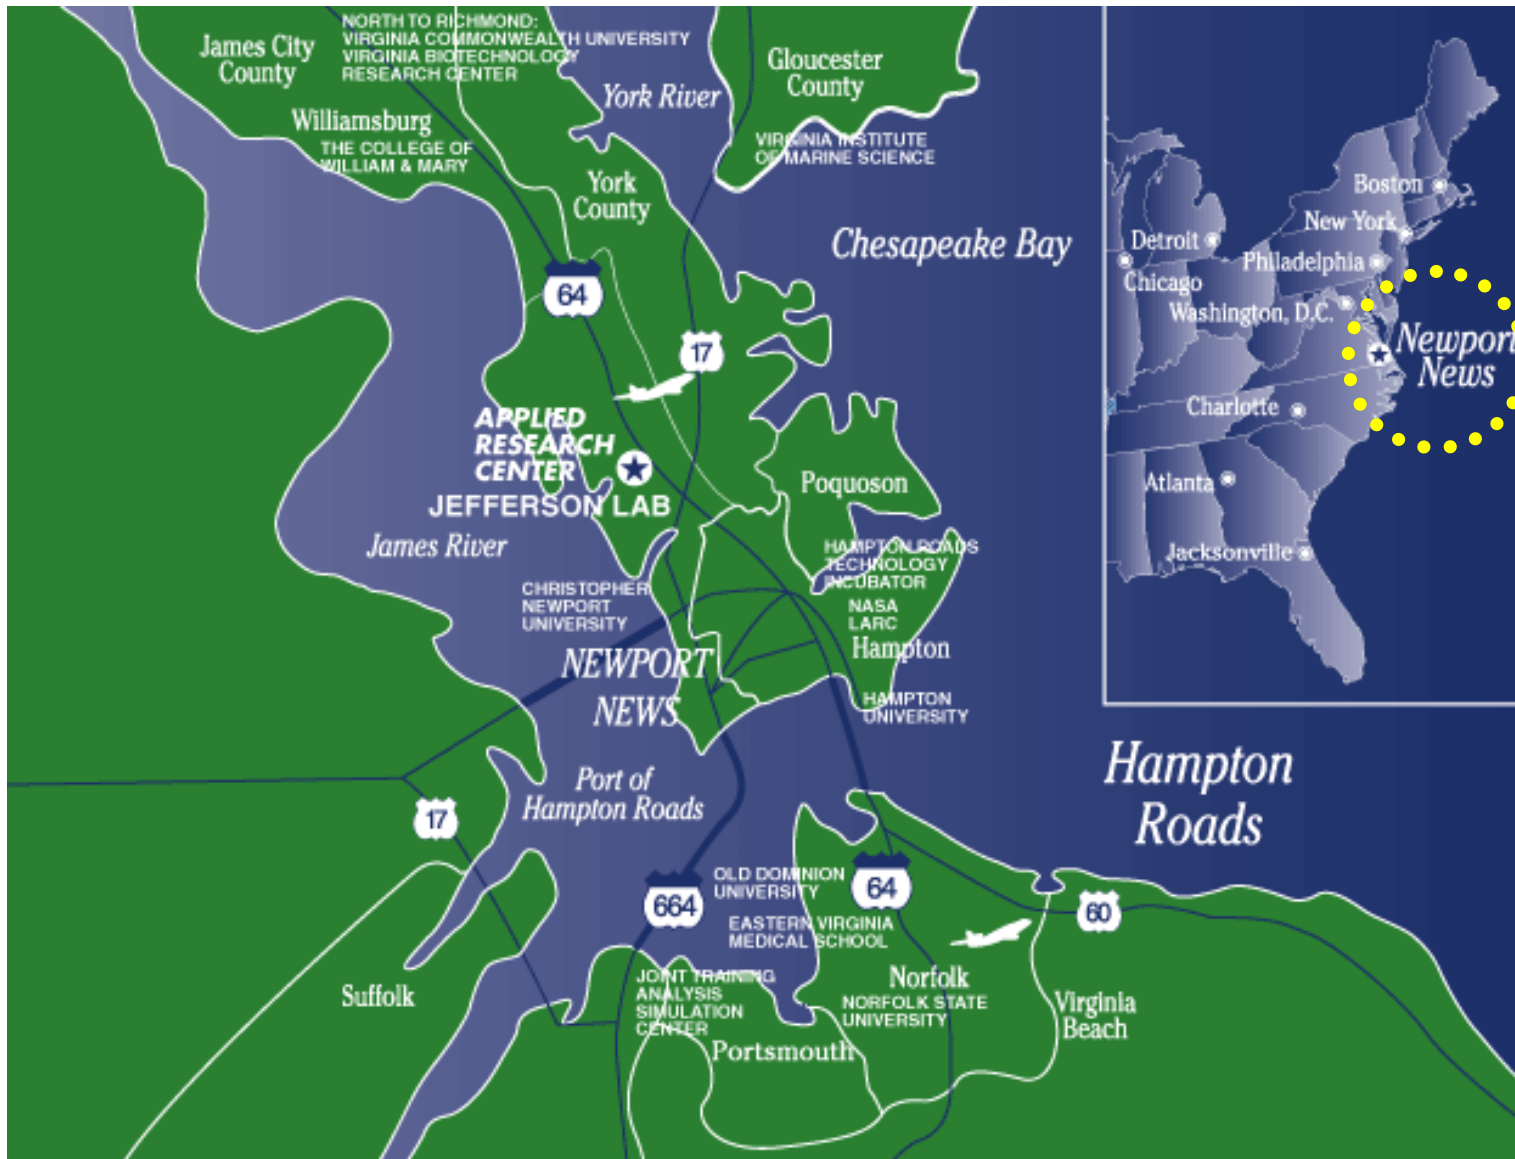 NORTH TO RICHMOND:
VIRGINIA COMMONWEALTH UNIVERSITY
VIRGINIA BIOTECHNOLOGY
RESEARCH CENTER
James City
County
Williamsburg
THE COLLEGE OF
WILLIAM & MARY
York River
Gloucester
County
VIRGINIA INSTITUTE
OF MARINE SCIENCE
York
County
Chesapeake Bay
64
17
APPLIED
RESEARCH
CENTER
JEFFERSON LAB
James River
Poquoson
HAMPTON ROADS
TECHNOLOGY
INCUBATOR
NASA
LARC
Hampton
HAMPTON
UNIVERSITY
CHRISTOPHER
NEWPORT
UNIVERSITY
NEWPORT
NEWS
Port of
Hampton Roads
17
664
OLD DOMINION
UNIVERSITY
64
60
EASTERN VIRGINIA
MEDICAL SCHOOL
Suffolk
JOINT TRAINING
ANALYSIS
SIMULATION
CENTER
Portsmouth
Norfolk
NORFOLK STATE
UNIVERSITY
Virginia
Beach
Hampton
Roads
Boston
New York
Detroit
Philadelphia
Chicago
Washington, D.C.
Newport
News
Charlotte
Atlanta
Jacksonville